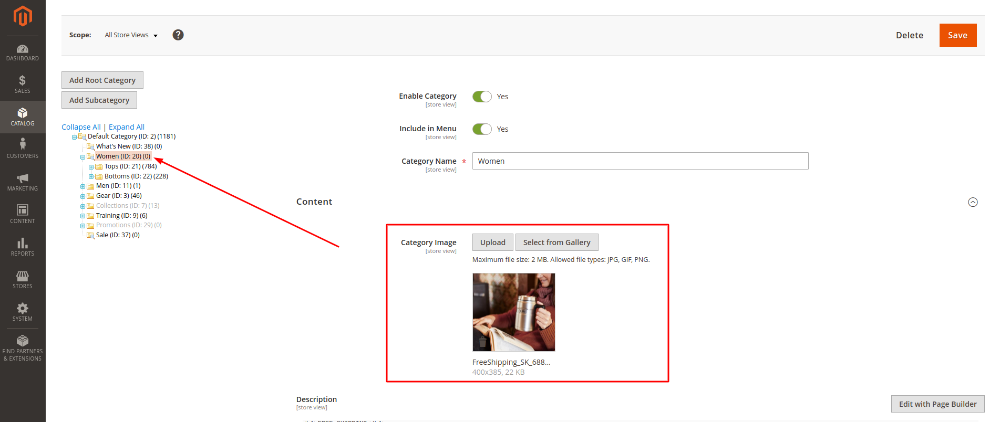 Scope: All Store Views ?
Delete
Save
DASHBOARD
SALES
CATALOG
CUSTOMERS
MARKETING
CONTENT
REPORTS
STORES
SYSTEM
FIND PARTNERS
& EXTENSIONS
Add Root Category
Add Subcategory
Collapse All | Expand All
Default Category (ID: 2) (1181)
What's New (ID: 38) (0)
Women (ID: 20) (0)
Tops (ID: 21) (784)
Bottoms (ID: 22) (228)
Men (ID: 11) (1)
Gear (ID: 3) (46)
Collections (ID: 7) (13)
Training (ID: 9) (6)
Promotions (ID: 29) (0)
Sale (ID: 37) (0)
Enable Category Yes
[store view]
Include in Menu Yes
[store view]
Category Name * Women
[store view]
Content
Category Image Upload Select from Gallery
[store view]
Maximum file size: 2 MB. Allowed file types: JPG, GIF, PNG.
FreeShipping_SK_688...
400x385, 22 KB
Description
[store view]
Edit with Page Builder